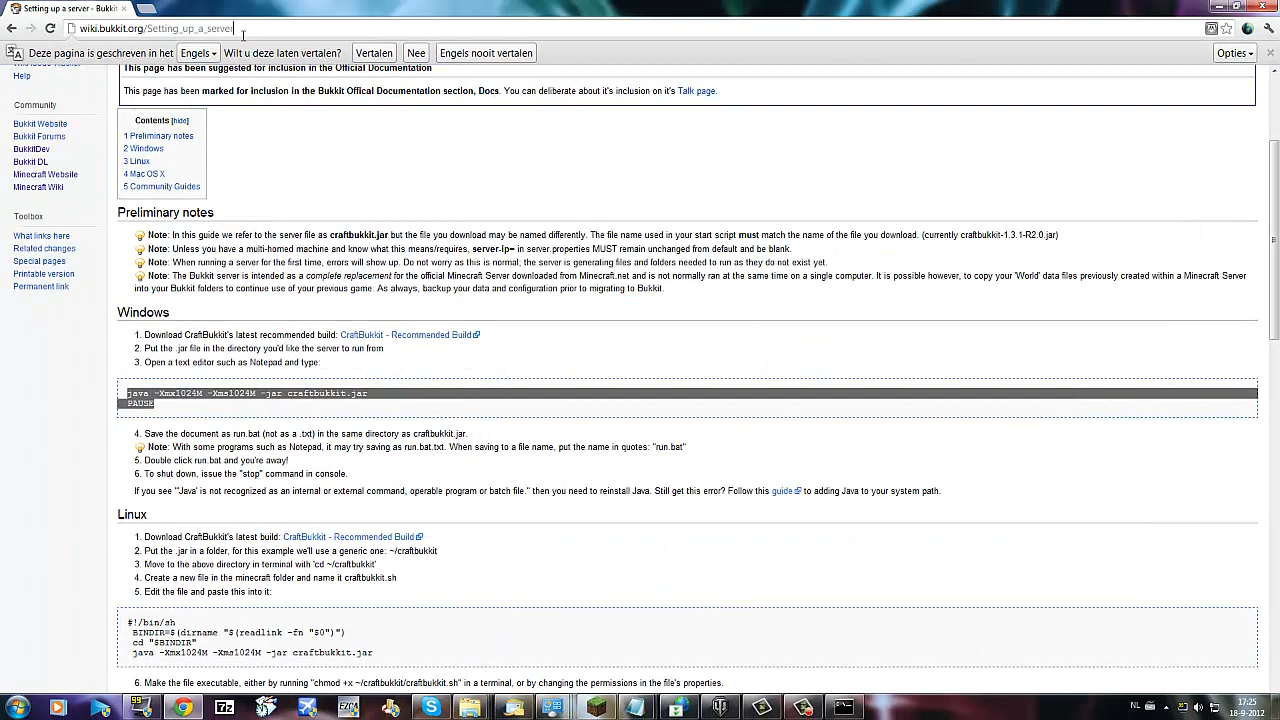 Setting up a server - Bukkit
wiki.bukkit.org/Setting_up_a_server
Deze pagina is geschreven in het Engels Wilt u deze laten vertalen? Vertalen Nee Engels nooit vertalen Opties
Help
Community
Bukkit Website
Bukkit Forums
BukkitDev
Bukkit DL
Minecraft Website
Minecraft Wiki
Toolbox
What links here
Related changes
Special pages
Printable version
Permanent link
This page has been suggested for inclusion in the Official Documentation
This page has been marked for inclusion in the Bukkit Offical Documentation section, Docs. You can deliberate about it's inclusion on it's Talk page.
Contents [hide]
1 Preliminary notes
2 Windows
3 Linux
4 Mac OS X
5 Community Guides
Preliminary notes
Note: In this guide we refer to the server file as craftbukkit.jar but the file you download may be named differently. The file name used in your start script must match the name of the file you download. (currently craftbukkit-1.3.1-R2.0.jar)
Note: Unless you have a multi-homed machine and know what this means/requires, server-Ip= in server.properties MUST remain unchanged from default and be blank.
Note: When running a server for the first time, errors will show up. Do not worry as this is normal; the server is generating files and folders needed to run as they do not exist yet.
Note: The Bukkit server is intended as a complete replacement for the official Minecraft Server downloaded from Minecraft.net and is not normally ran at the same time on a single computer. It is possible however, to copy your 'World' data files previously created within a Minecraft Server
into your Bukkit folders to continue use of your previous game. As always, backup your data and configuration prior to migrating to Bukkit.
Windows
1. Download CraftBukkit's latest recommended build: CraftBukkit - Recommended Build
2. Put the .jar file in the directory you'd like the server to run from
3. Open a text editor such as Notepad and type:
java -Xmx1024M -Xms1024M -jar craftbukkit.jar
PAUSE
4. Save the document as run.bat (not as a .txt) in the same directory as craftbukkit.jar.
Note: With some programs such as Notepad, it may try saving as run.bat.txt. When saving to a file name, put the name in quotes: "run.bat"
5. Double click run.bat and you're away!
6. To shut down, issue the "stop" command in console.
If you see "'Java' is not recognized as an internal or external command, operable program or batch file." then you need to reinstall Java. Still get this error? Follow this guide to adding Java to your system path.
Linux
1. Download CraftBukkit's latest build: CraftBukkit - Recommended Build
2. Put the .jar in a folder, for this example we'll use a generic one: ~/craftbukkit
3. Move to the above directory in terminal with 'cd ~/craftbukkit'
4. Create a new file in the minecraft folder and name it craftbukkit.sh
5. Edit the file and paste this into it:
#!/bin/sh
BINDIR=$(dirname "$(readlink -fn "$0")")
cd "$BINDIR"
java -Xmx1024M -Xms1024M -jar craftbukkit.jar
6. Make the file executable, either by running "chmod +x ~/craftbukkit/craftbukkit.sh" in a terminal, or by changing the permissions in the file's properties.
7z
EZCA
NL
17:25
18-9-2012